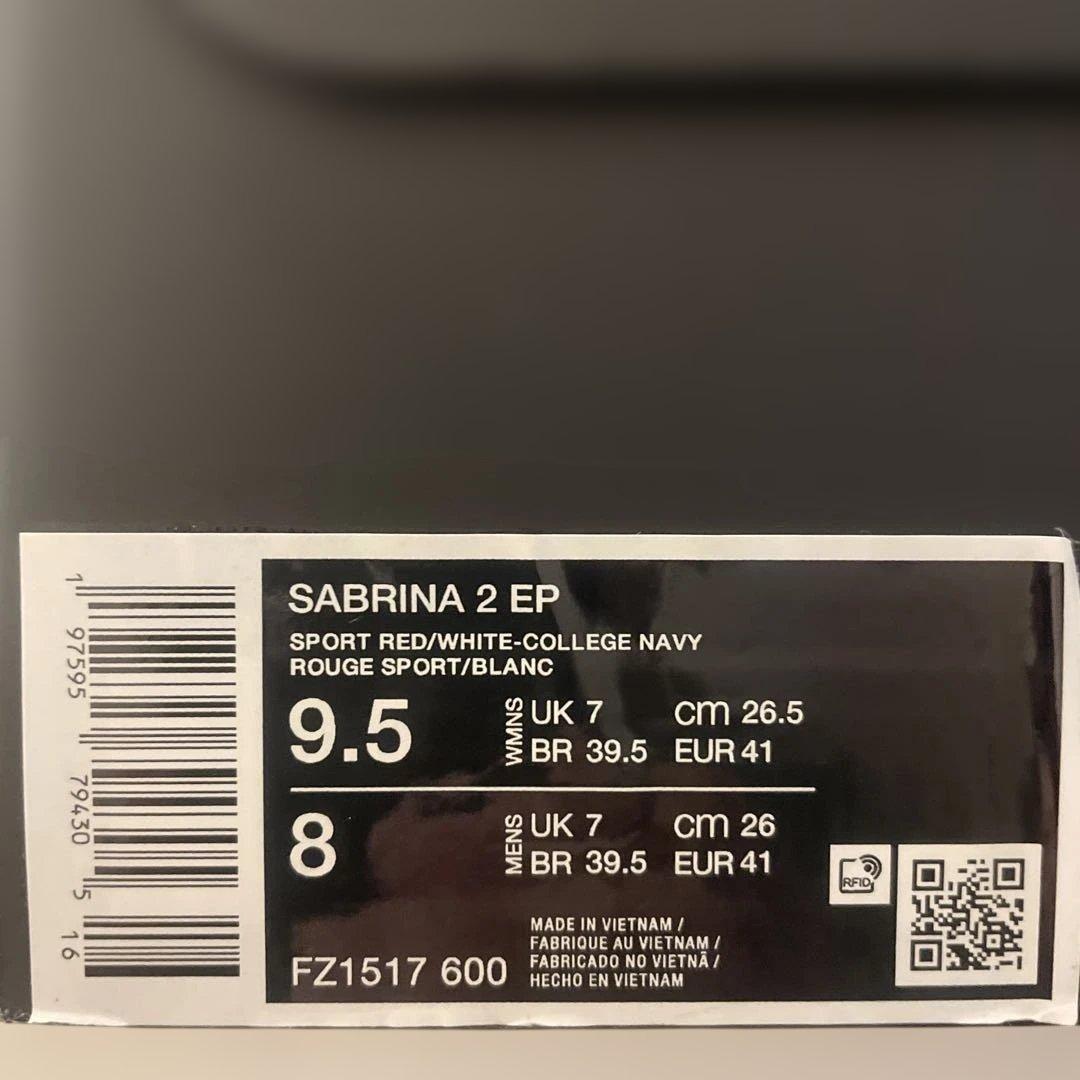 SABRINA 2 EP
SPORT RED/WHITE-COLLEGE NAVY
ROUGE SPORT/BLANC
9.5 WMNS UK 7 cm 26.5
BR 39.5 EUR 41
8 MENS UK 7 cm 26
BR 39.5 EUR 41
RFID
MADE IN VIETNAM /
FABRIQUE AU VIETNAM /
FABRICADO NO VIETNÃ /
HECHO EN VIETNAM
FZ1517 600
1 97595 79430 5 16